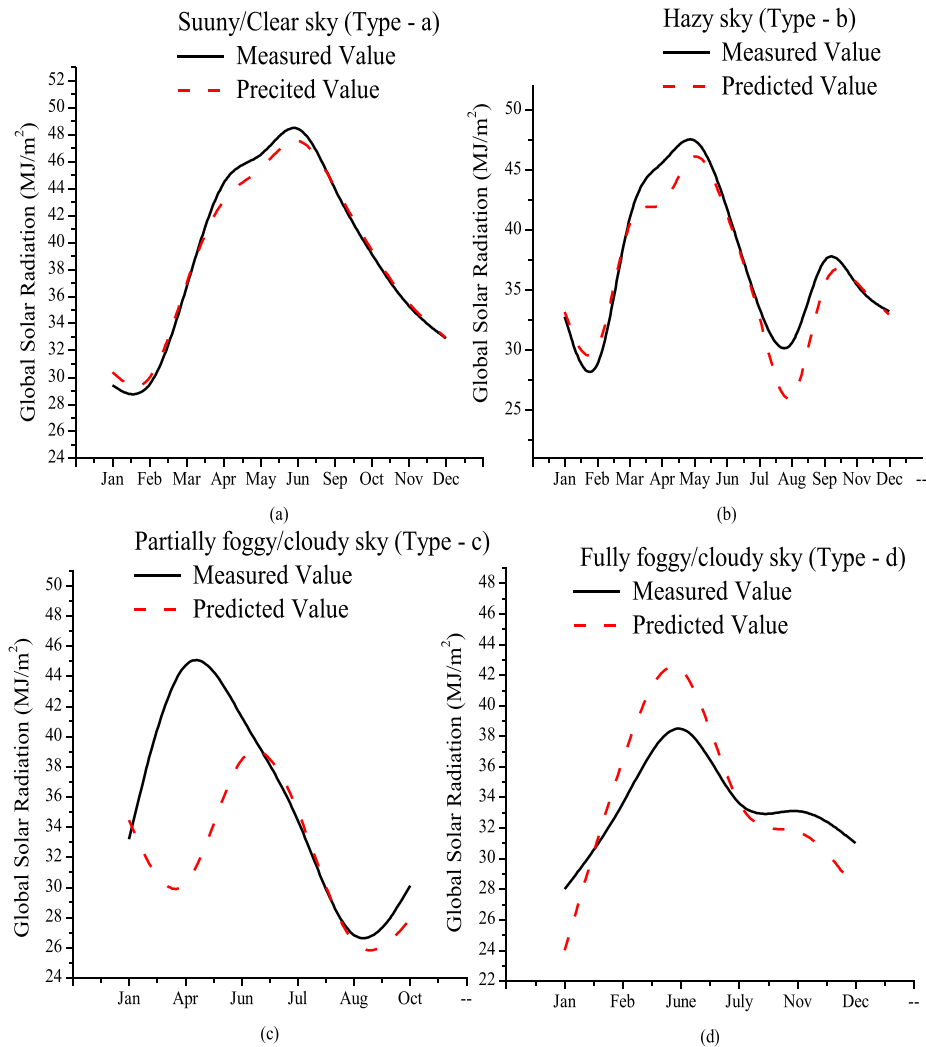 Suuny/Clear sky (Type - a)
Measured Value
Precited Value
Global Solar Radiation (MJ/m²)
52
50
48
46
44
42
40
38
36
34
33
31
30
28
26
24
Jan Feb Mar Apr May Jun Sep Oct Nov Dec
(a)
Hazy sky (Type - b)
Measured Value
Predicted Value
Global Solar Radiation (MJ/m²)
50
45
40
35
30
25
Jan Feb Mar Apr May Jun Jul Aug Sep Nov Dec --
(b)
Partially foggy/cloudy sky (Type - c)
Measured Value
Predicted Value
Global Solar Radiation (MJ/m²)
50
48
46
44
42
40
38
36
34
32
30
28
26
24
Jan Apr Jun Jul Aug Oct --
(c)
Fully foggy/cloudy sky (Type - d)
Measured Value
Predicted Value
Global Solar Radiation (MJ/m²)
48
46
44
42
40
38
36
34
32
30
28
26
24
22
Jan Feb June July Nov Dec --
(d)